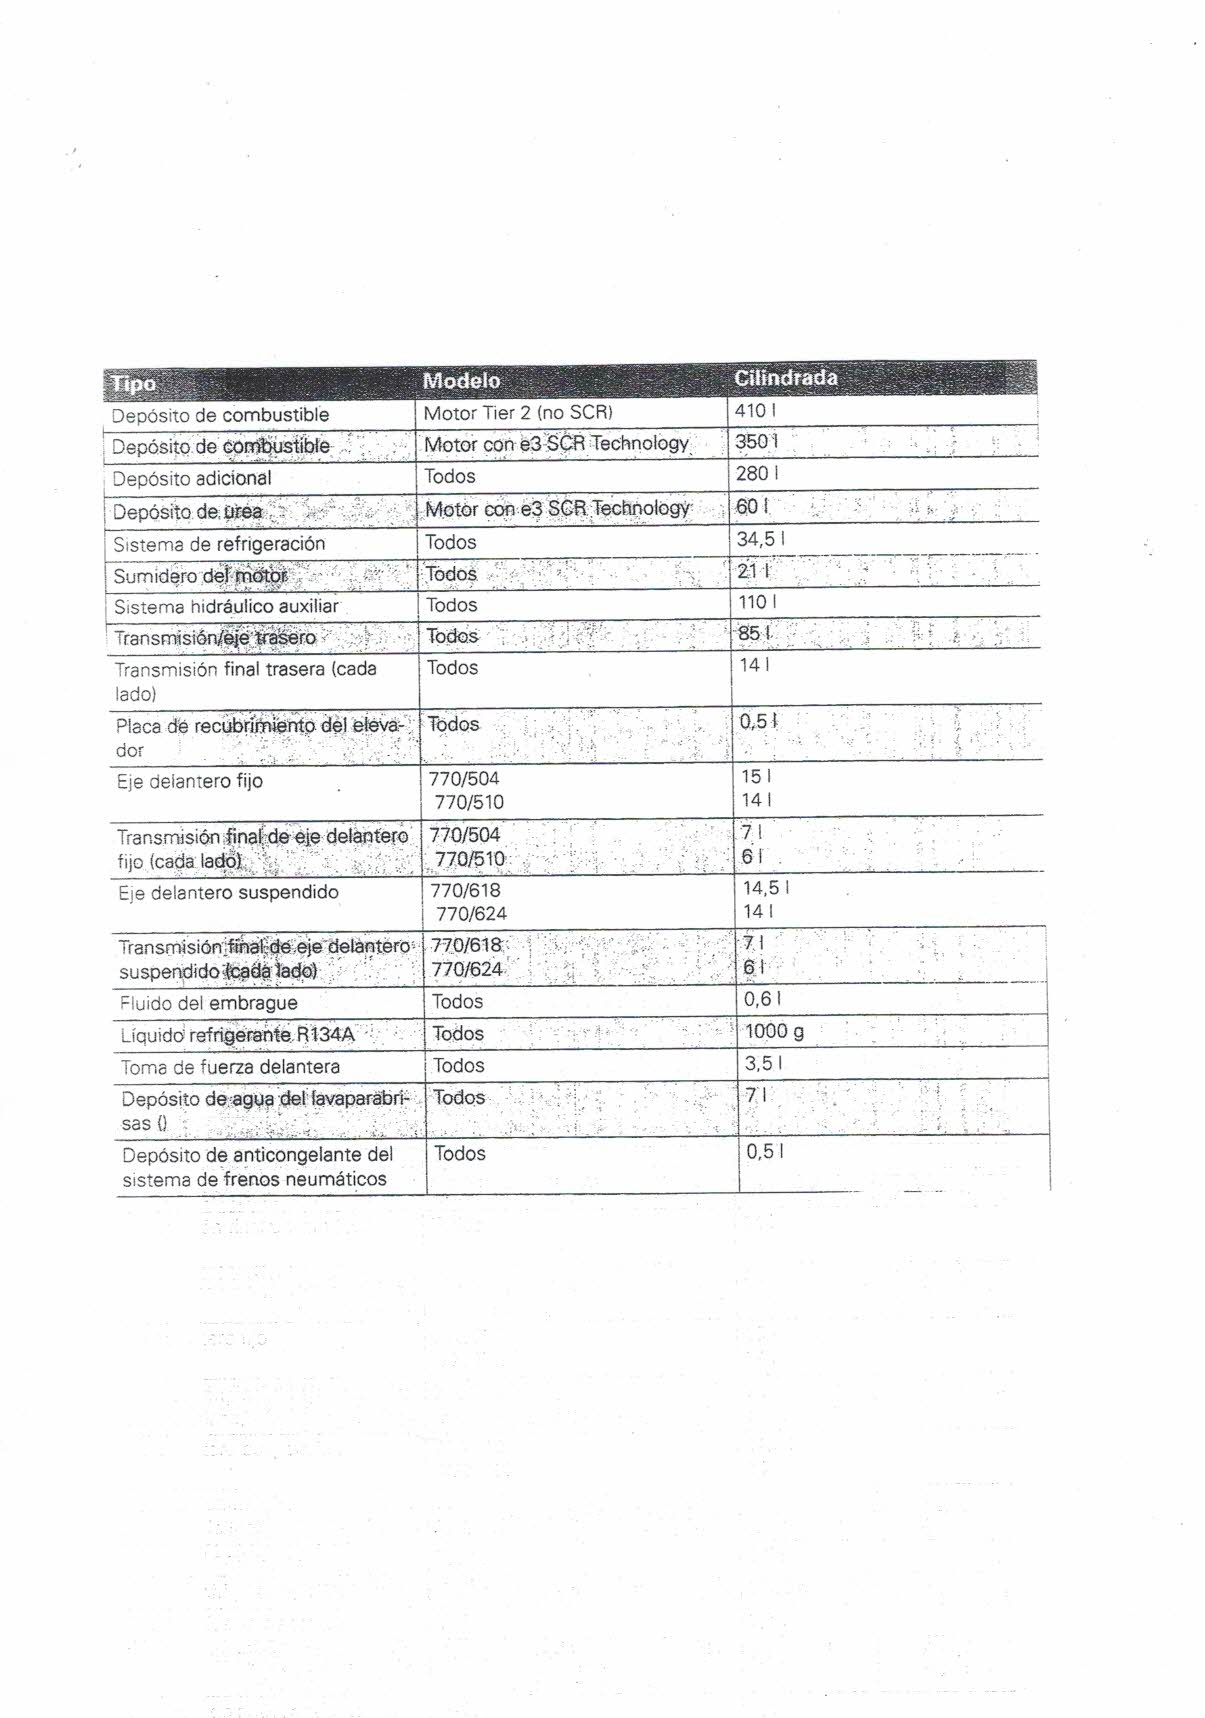 Tipo Modelo Cilindrada
Depósito de combustible Motor Tier 2 (no SCR) 410 l
Depósito de combustible Motor con e3 SCR Technology 350 l
Depósito adicional Todos 280 l
Depósito de urea Motor con e3 SCR Technology 60 l
Sistema de refrigeración Todos 34,5 l
Sumidero del motor Todos 21 l
Sistema hidráulico auxiliar Todos 110 l
Transmisión/eje trasero Todos 85 l
Transmisión final trasera (cada Todos 14 l
lado)
Placa de recubrimiento del eleva- Todos 0,5 l
dor
Eje delantero fijo 770/504 15 l
770/510 14 l
Transmisión final de eje delantero 770/504 7 l
fijo (cada lado) 770/510 6 l
Eje delantero suspendido 770/618 14,5 l
770/624 14 l
Transmisión final de eje delantero 770/618 7 l
suspendido (cada lado) 770/624 6 l
Fluido del embrague Todos 0,6 l
Líquido refrigerante R134A Todos 1000 g
Toma de fuerza delantera Todos 3,5 l
Depósito de agua del lavaparabri- Todos 7 l
sas ()
Depósito de anticongelante del Todos 0,5 l
sistema de frenos neumáticos